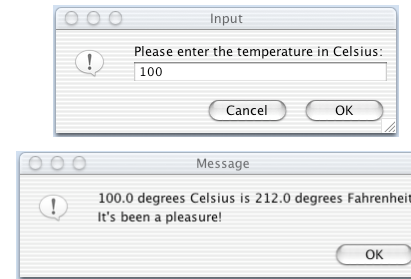 Input
Please enter the temperature in Celsius:
100
Cancel OK
Message
100.0 degrees Celsius is 212.0 degrees Fahrenheit
It's been a pleasure!
OK